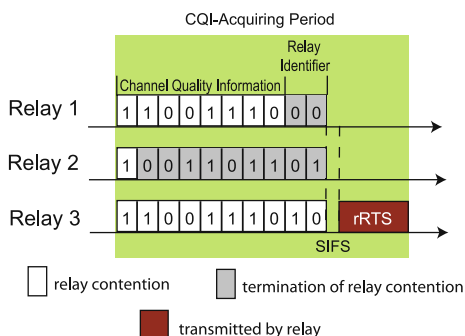 CQI-Acquiring Period
Relay
Identifier
Channel Quality Information
Relay 1
1 1 0 0 1 1 1 0 0 0
Relay 2
1 0 0 1 1 0 1 1 0 1
Relay 3
1 1 0 0 1 1 1 0 1 0
rRTS
SIFS
relay contention
termination of relay contention
transmitted by relay